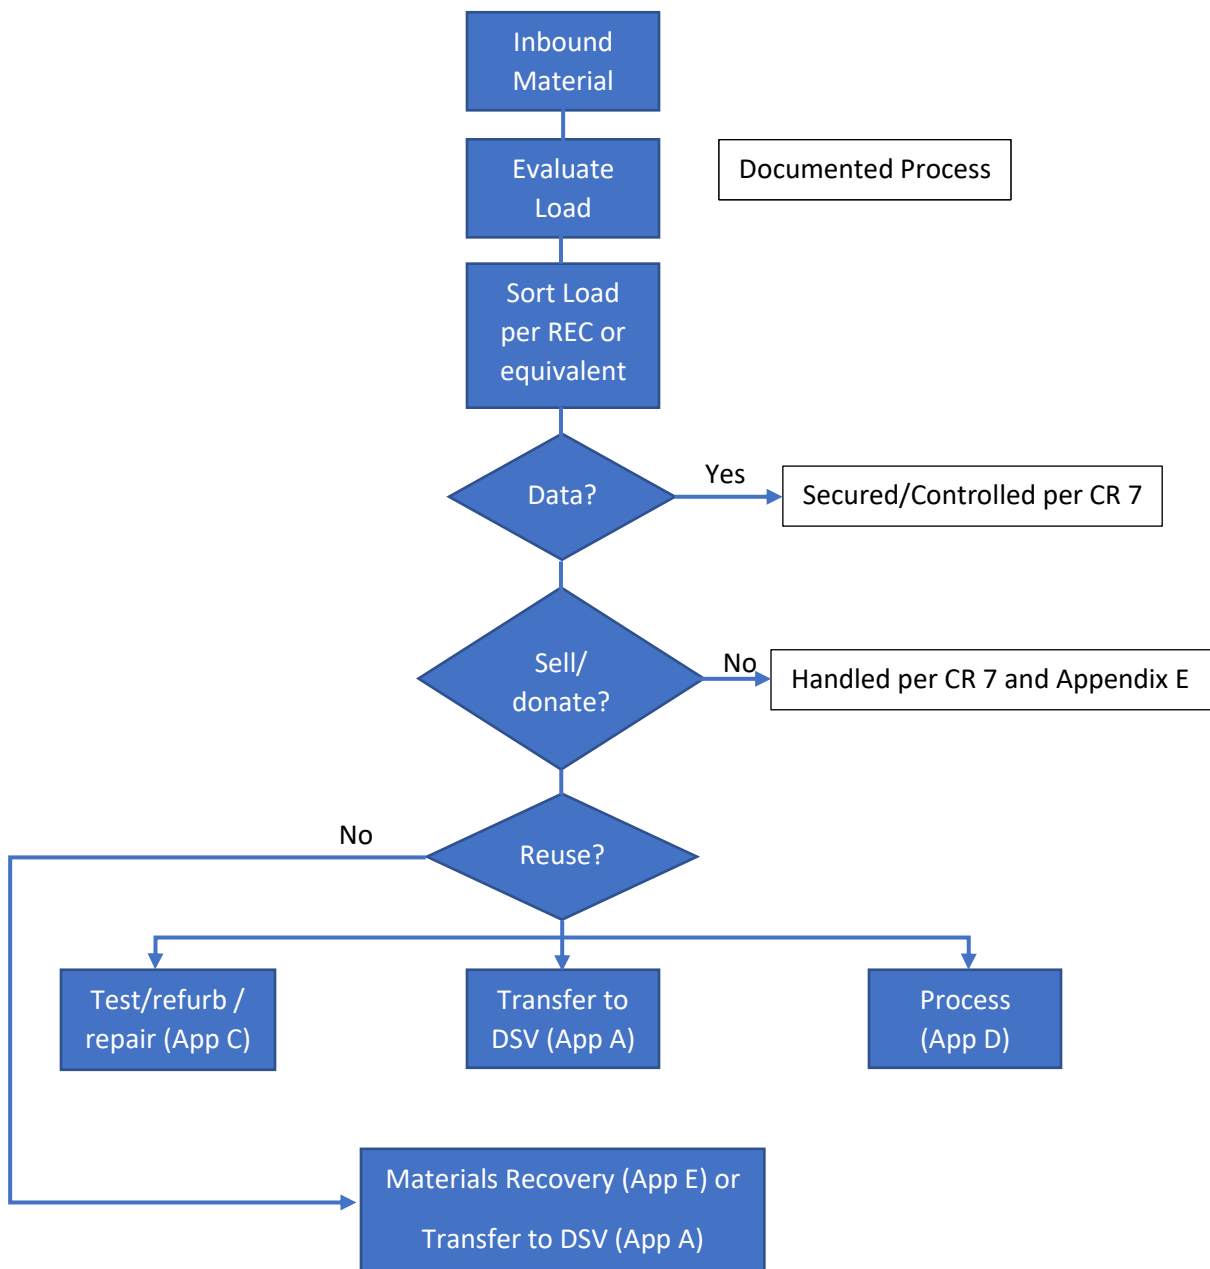 Inbound
Material
Evaluate
Load
Documented Process
Sort Load
per REC or
equivalent
Data?
Yes
Secured/Controlled per CR 7
Sell/
donate?
No
Handled per CR 7 and Appendix E
No
Reuse?
Test/refurb /
repair (App C)
Transfer to
DSV (App A)
Process
(App D)
Materials Recovery (App E) or
Transfer to DSV (App A)